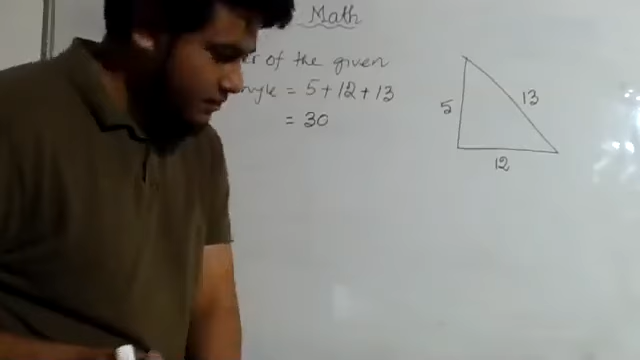 Math
of the given
= 5+12+13
= 30
5
13
12